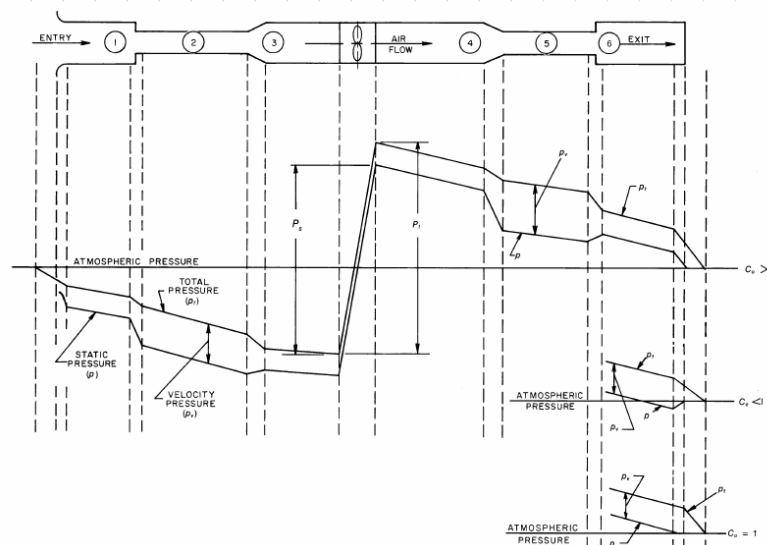 ENTRY
1
2
3
AIR
FLOW
4
5
6
EXIT
Ps
Pt
pv
pt
p
ATMOSPHERIC PRESSURE
Co >
TOTAL
PRESSURE
(pt)
STATIC
PRESSURE
(p)
VELOCITY
PRESSURE
(pv)
pt
ATMOSPHERIC
PRESSURE
p
pv
Co <1
pv
pt
ATMOSPHERIC
PRESSURE
p
Co = 1